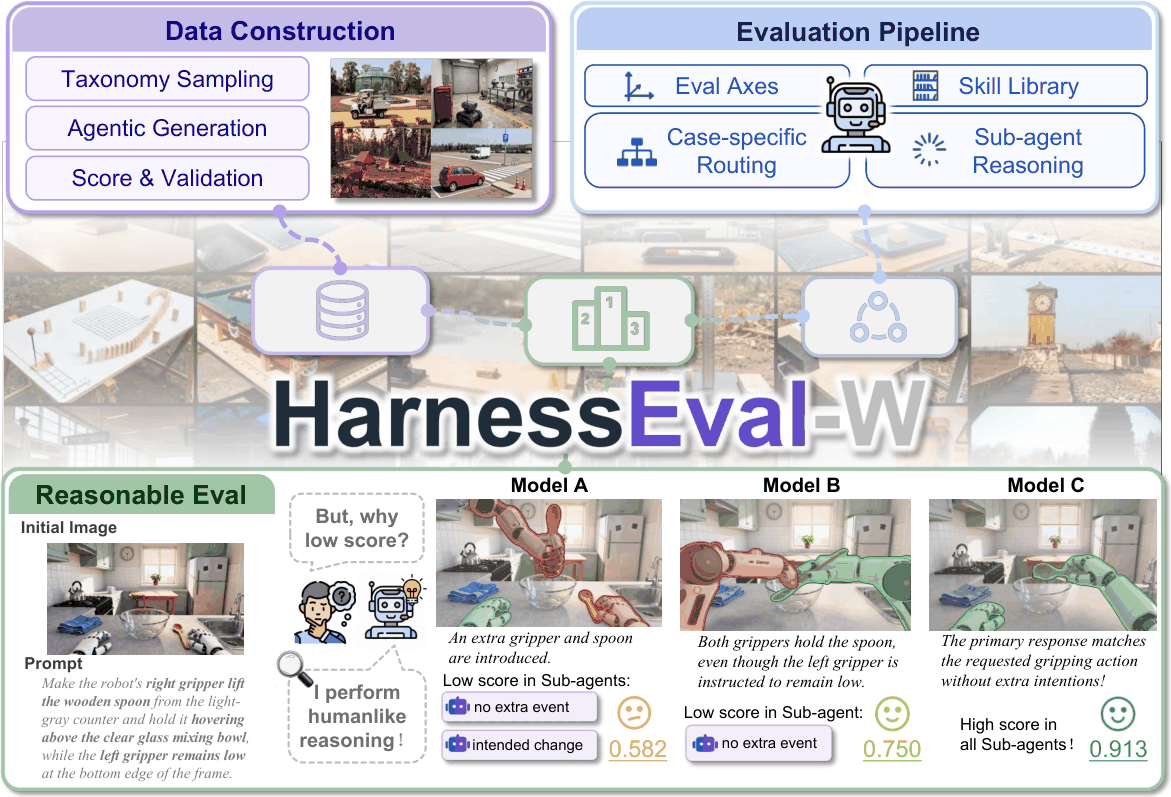 Data Construction
Taxonomy Sampling
Agentic Generation
Score & Validation
Evaluation Pipeline
Eval Axes
Skill Library
Case-specific
Routing
Sub-agent
Reasoning
1
2
3
HarnessEval-W
Reasonable Eval
Initial Image
Prompt
Make the robot's right gripper lift
the wooden spoon from the light-
gray counter and hold it hovering
above the clear glass mixing bowl,
while the left gripper remains low
at the bottom edge of the frame.
But, why
low score?
?
I perform
humanlike
reasoning!
Model A
An extra gripper and spoon
are introduced.
Low score in Sub-agents:
no extra event
intended change
0.582
Model B
Both grippers hold the spoon,
even though the left gripper is
instructed to remain low.
Low score in Sub-agent:
no extra event
0.750
Model C
The primary response matches
the requested gripping action
without extra intentions!
High score in
all Sub-agents!
0.913